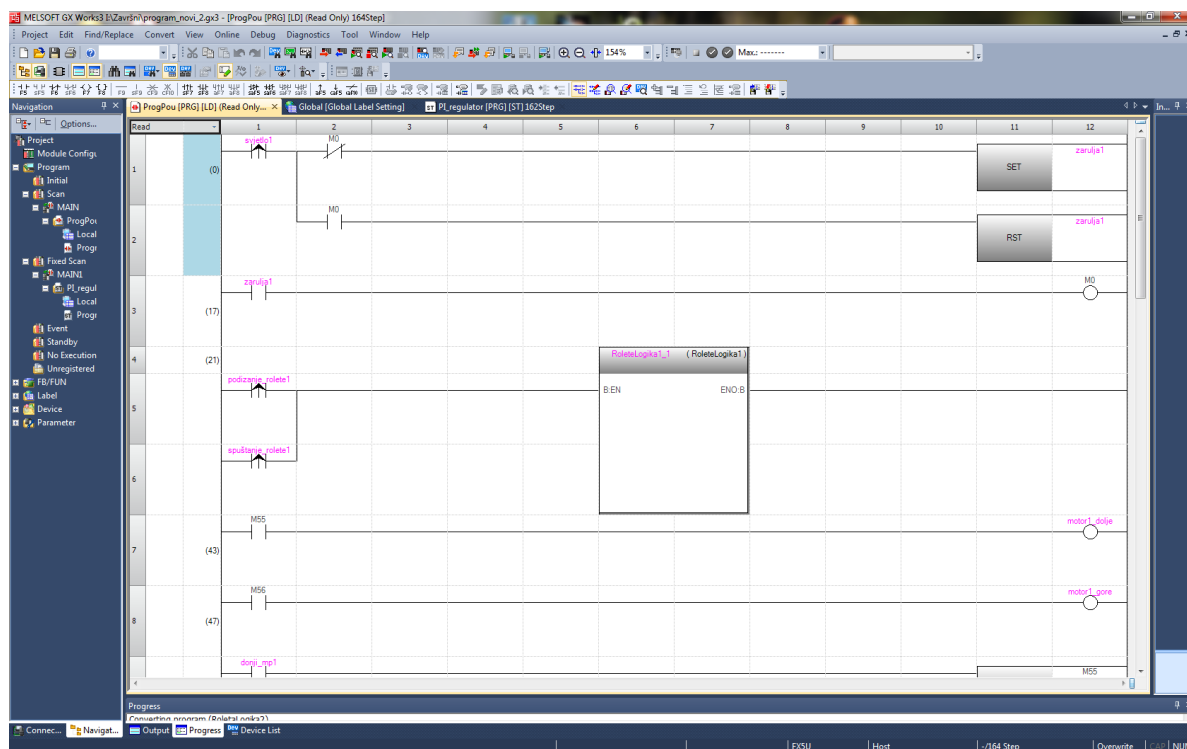 MELSOFT GX Works3 I:\Završni\program_novi_2.gx3 - [ProgPou [PRG] [LD] (Read Only) 164Step]
Project Edit Find/Replace Convert View Online Debug Diagnostics Tool Window Help
154%
Max.: -------
Navigation
ProgPou [PRG] [LD] (Read Only...
Global [Global Label Setting]
PI_regulator [PRG] [ST] 162Step
In...
Options...
Project
Module Configu
Program
Initial
Scan
MAIN
ProgPou
Local
Progr
Fixed Scan
MAIN1
PI_regul
Local
Progr
Event
Standby
No Execution
Unregistered
FB/FUN
Label
Device
Parameter
Read 1 2 3 4 5 6 7 8 9 10 11 12
svjetlo1 M0 zarulja1
1 (0) SET
M0 zarulja1
2 RST
zarulja1 M0
3 (17)
4 (21) RoleteLogika1_1 (RoleteLogika1)
podizanje_rolete1
B:EN ENO:B
5
spuštanje_rolete1
6
M55 motor1_dolje
7 (43)
M56 motor1_gore
8 (47)
donji_mp1 M55
Progress
Converting program (RoletaLogika2)
Connec... Navigat... Output Progress Device List
FX5U Host -/164 Step Overwrite CAP NU